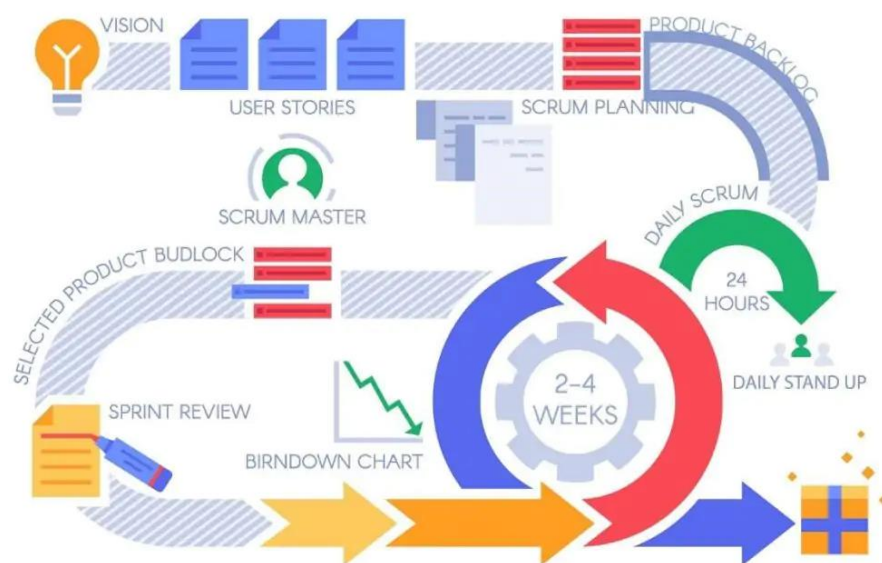 VISION
USER STORIES
SCRUM PLANNING
PRODUCT BACKLOG
SCRUM MASTER
DAILY SCRUM
24
HOURS
DAILY STAND UP
SELECTED PRODUCT BUDLOCK
2-4
WEEKS
SPRINT REVIEW
BIRNDOWN CHART